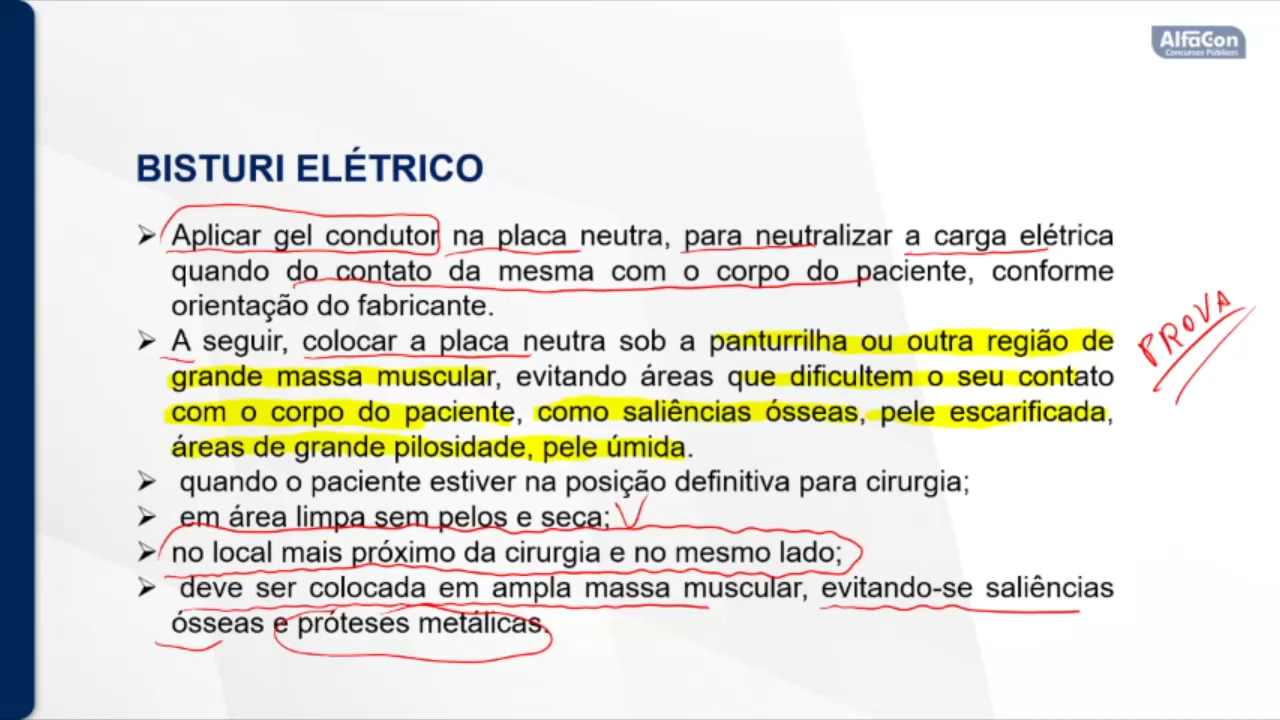 AlfaCon
Concursos Públicos
BISTURI ELÉTRICO
➢ Aplicar gel condutor na placa neutra, para neutralizar a carga elétrica
quando do contato da mesma com o corpo do paciente, conforme
orientação do fabricante.
➢ A seguir, colocar a placa neutra sob a panturrilha ou outra região de
grande massa muscular, evitando áreas que dificultem o seu contato
com o corpo do paciente, como saliências ósseas, pele escarificada,
áreas de grande pilosidade, pele úmida.
PROVA
➢ quando o paciente estiver na posição definitiva para cirurgia;
➢ em área limpa sem pelos e seca; V
➢ no local mais próximo da cirurgia e no mesmo lado;
➢ deve ser colocada em ampla massa muscular, evitando-se saliências
ósseas e próteses metálicas.